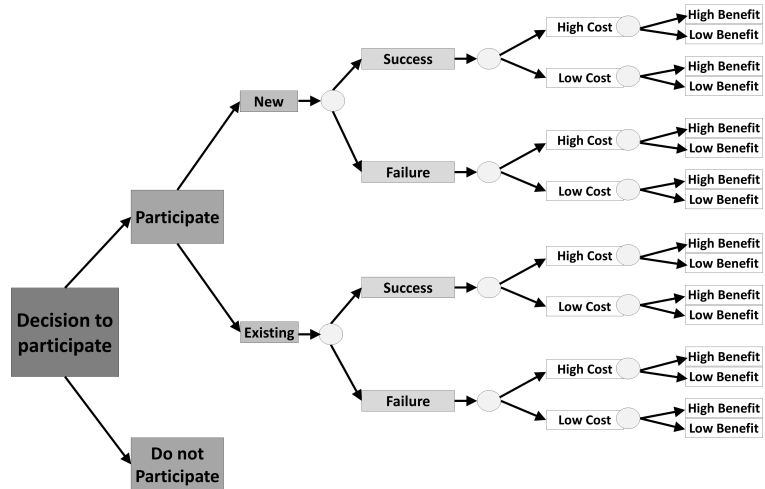 High Benefit
High Cost
Low Benefit
Success
High Benefit
Low Cost
Low Benefit
New
High Benefit
High Cost
Low Benefit
Failure
High Benefit
Low Cost
Low Benefit
Participate
High Benefit
High Cost
Low Benefit
Success
High Benefit
Low Cost
Low Benefit
Decision to
participate
Existing
High Benefit
High Cost
Low Benefit
Failure
High Benefit
Low Cost
Low Benefit
Do not
Participate